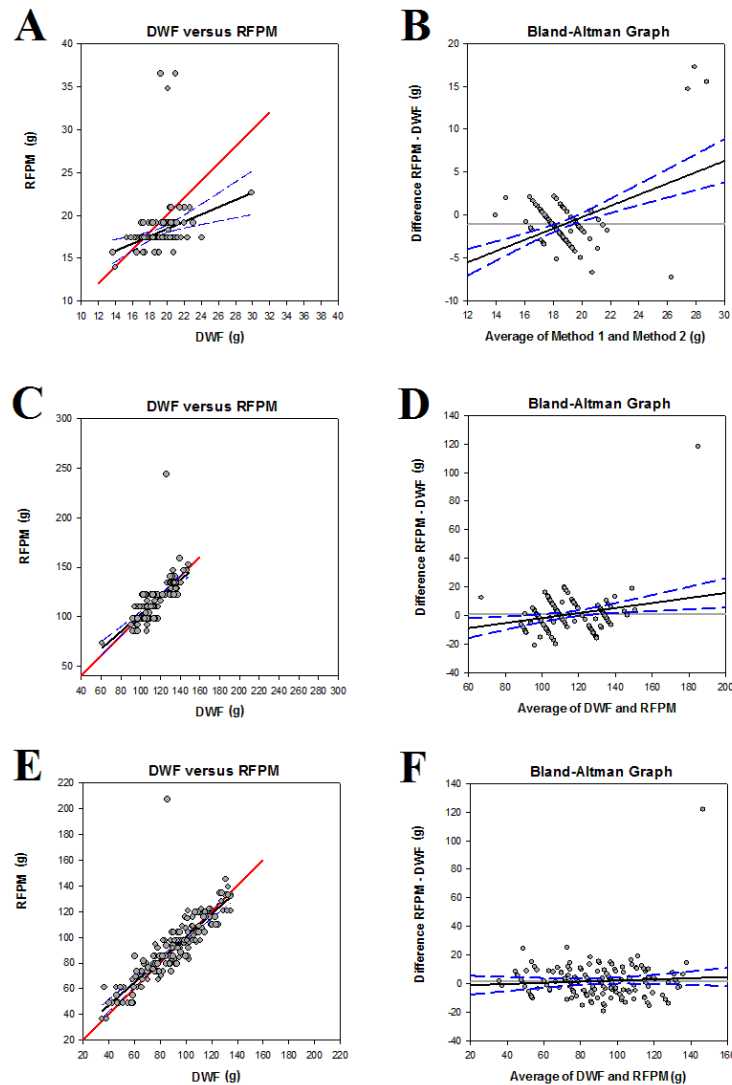 A
DWF versus RFPM
40
35
30
25
20
15
10
RFPM (g)
10 12 14 16 18 20 22 24 26 28 30 32 34 36 38 40
DWF (g)
B
Bland-Altman Graph
20
15
10
5
0
-5
-10
Difference RFPM - DWF (g)
12 14 16 18 20 22 24 26 28 30
Average of Method 1 and Method 2 (g)
C
DWF versus RFPM
300
250
200
150
100
50
RFPM (g)
40 60 80 100 120 140 160 180 200 220 240 260 280 300
DWF (g)
D
Bland-Altman Graph
140
120
100
80
60
40
20
0
-20
-40
Difference RFPM - DWF (g)
60 80 100 120 140 160 180 200
Average of DWF and RFPM
E
DWF versus RFPM
220
200
180
160
140
120
100
80
60
40
20
RFPM (g)
20 40 60 80 100 120 140 160 180 200 220
DWF (g)
F
Bland-Altman Graph
140
120
100
80
60
40
20
0
-20
-40
Difference RFPM - DWF (g)
20 40 60 80 100 120 140 160
Average of DWF and RFPM (g)